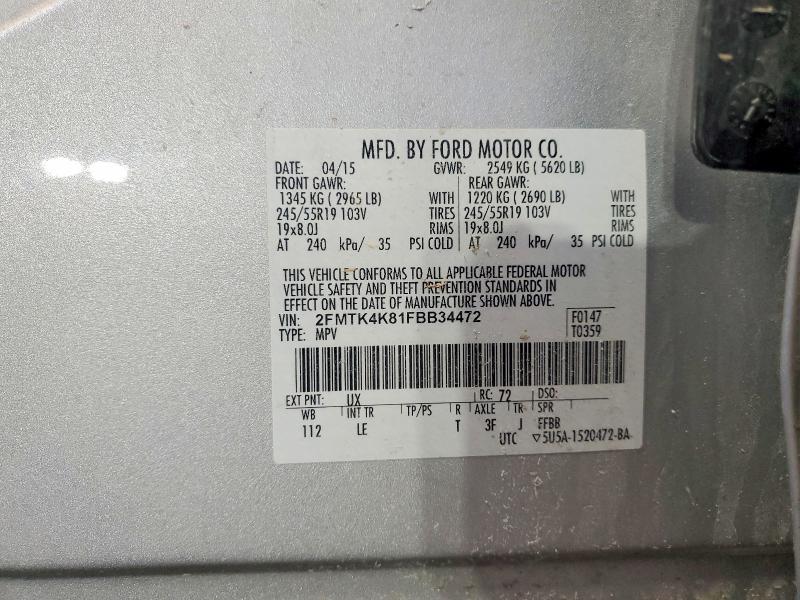 MFD. BY FORD MOTOR CO.
DATE: 04/15 GVWR: 2549 KG ( 5620 LB)
FRONT GAWR: REAR GAWR:
1345 KG ( 2965 LB) WITH 1220 KG ( 2690 LB) WITH
245/55R19 103V TIRES 245/55R19 103V TIRES
19x8.0J RIMS 19x8.0J RIMS
AT 240 kPa/ 35 PSI COLD AT 240 kPa/ 35 PSI COLD
THIS VEHICLE CONFORMS TO ALL APPLICABLE FEDERAL MOTOR
VEHICLE SAFETY AND THEFT PREVENTION STANDARDS IN
EFFECT ON THE DATE OF MANUFACTURE SHOWN ABOVE.
VIN: 2FMTK4K81FBB34472 F0147
TYPE: MPV T0359
EXT PNT: UX RC: 72 DSO:
WB INT TR TP/PS R AXLE TR SPR
112 LE T 3F J FFBB
UTC ▽5U5A-1520472-BA